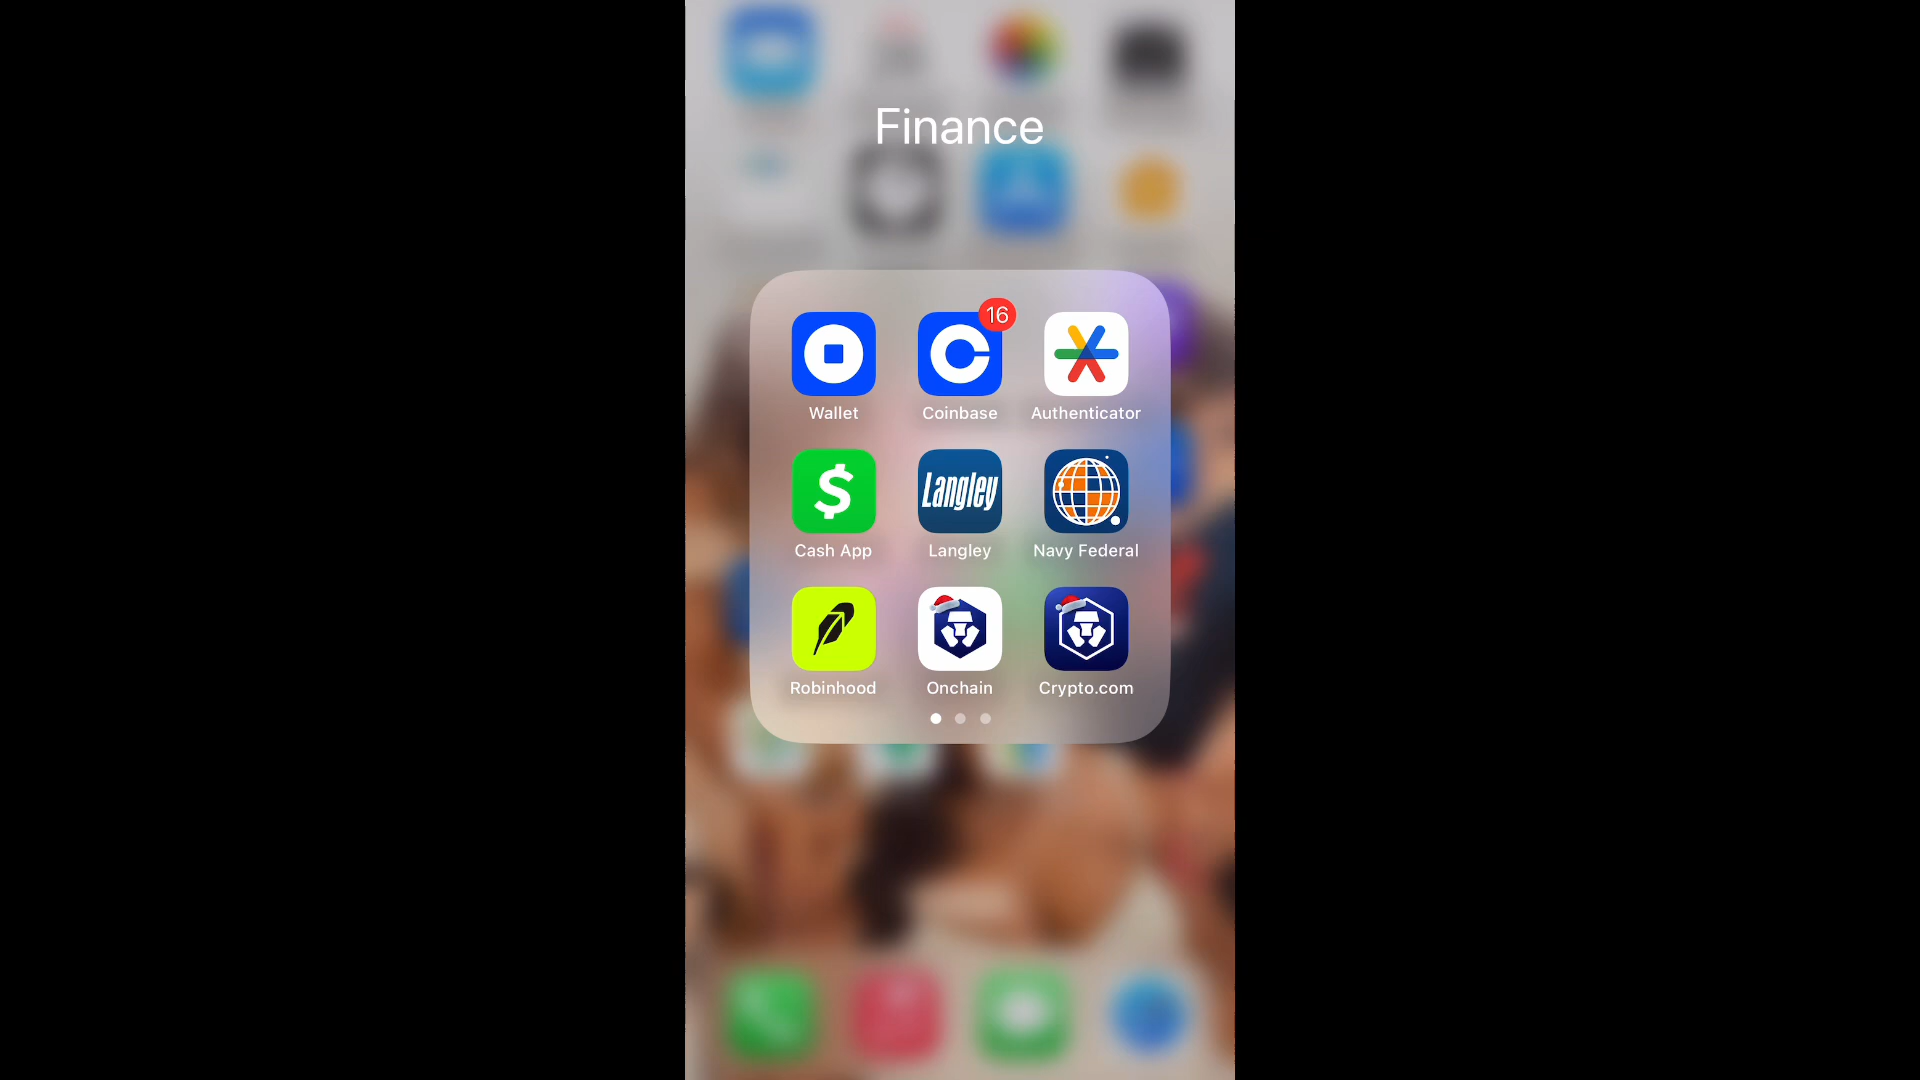 Finance
16
Wallet Coinbase Authenticator
Langley
Cash App Langley Navy Federal
Robinhood Onchain Crypto.com